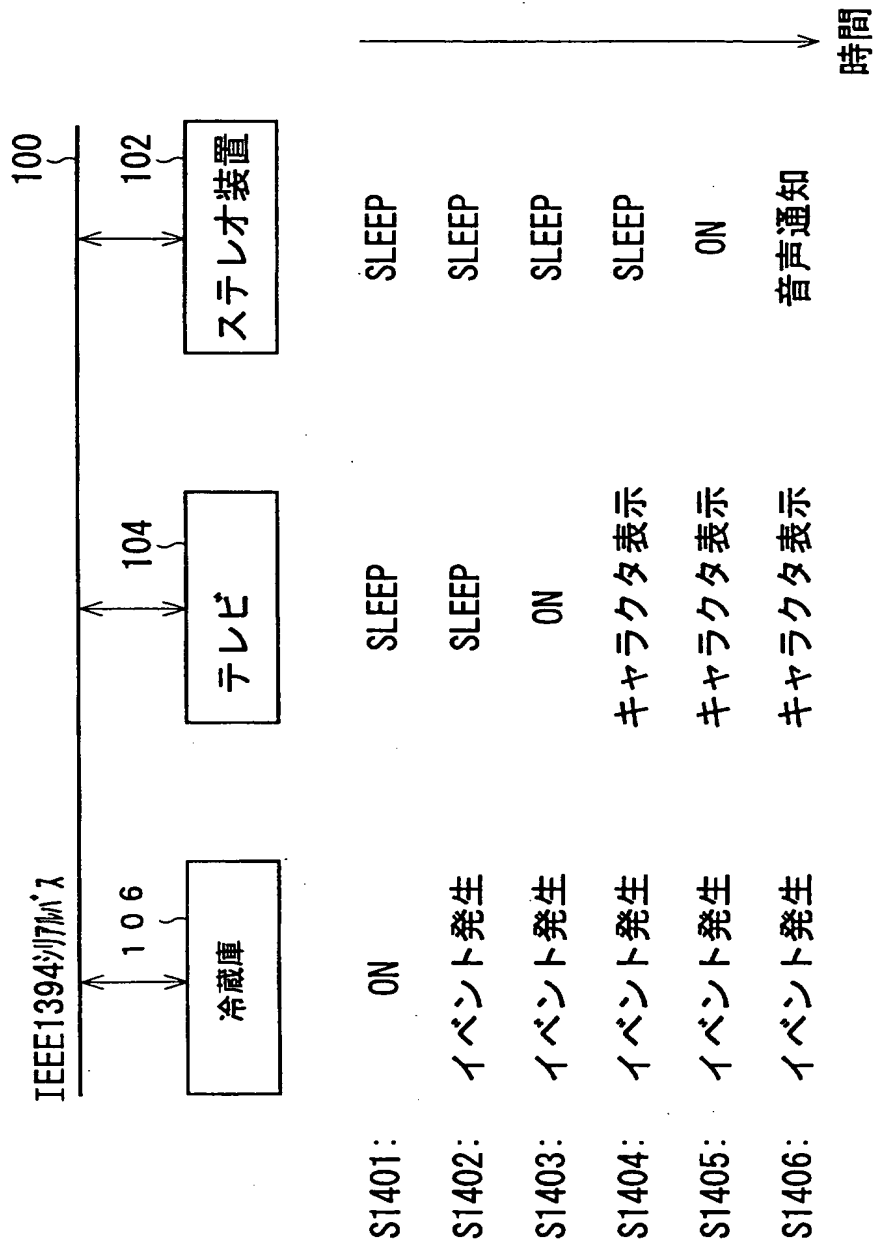 IEEE1394ｼﾘｱﾙﾊﾞｽ 100
106 104 102
冷蔵庫 テレビ ステレオ装置
S1401: ON SLEEP SLEEP
S1402: イベント発生 SLEEP SLEEP
S1403: イベント発生 ON SLEEP
S1404: イベント発生 キャラクタ表示 SLEEP
S1405: イベント発生 キャラクタ表示 ON
S1406: イベント発生 キャラクタ表示 音声通知
時間